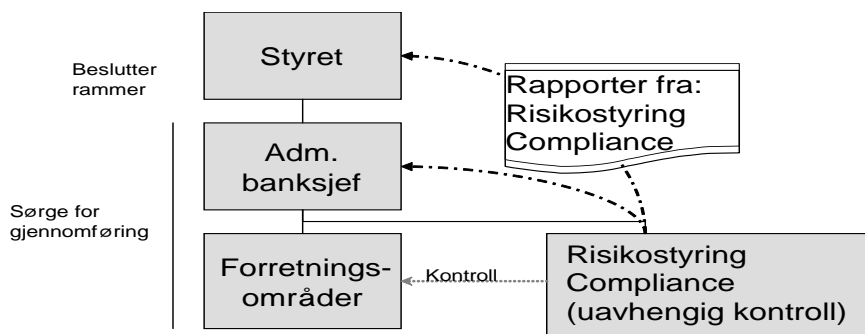 Styret
Beslutter
rammer
Rapporter fra:
Risikostyring
Compliance
Adm.
banksjef
Sørge for
gjennomføring
Forretnings-
områder
Kontroll
Risikostyring
Compliance
(uavhengig kontroll)